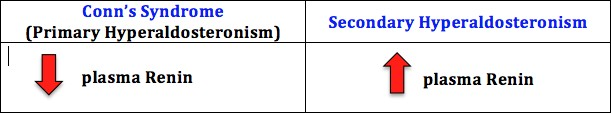 Conn's Syndrome
(Primary Hyperaldosteronism)
Secondary Hyperaldosteronism
plasma Renin
plasma Renin